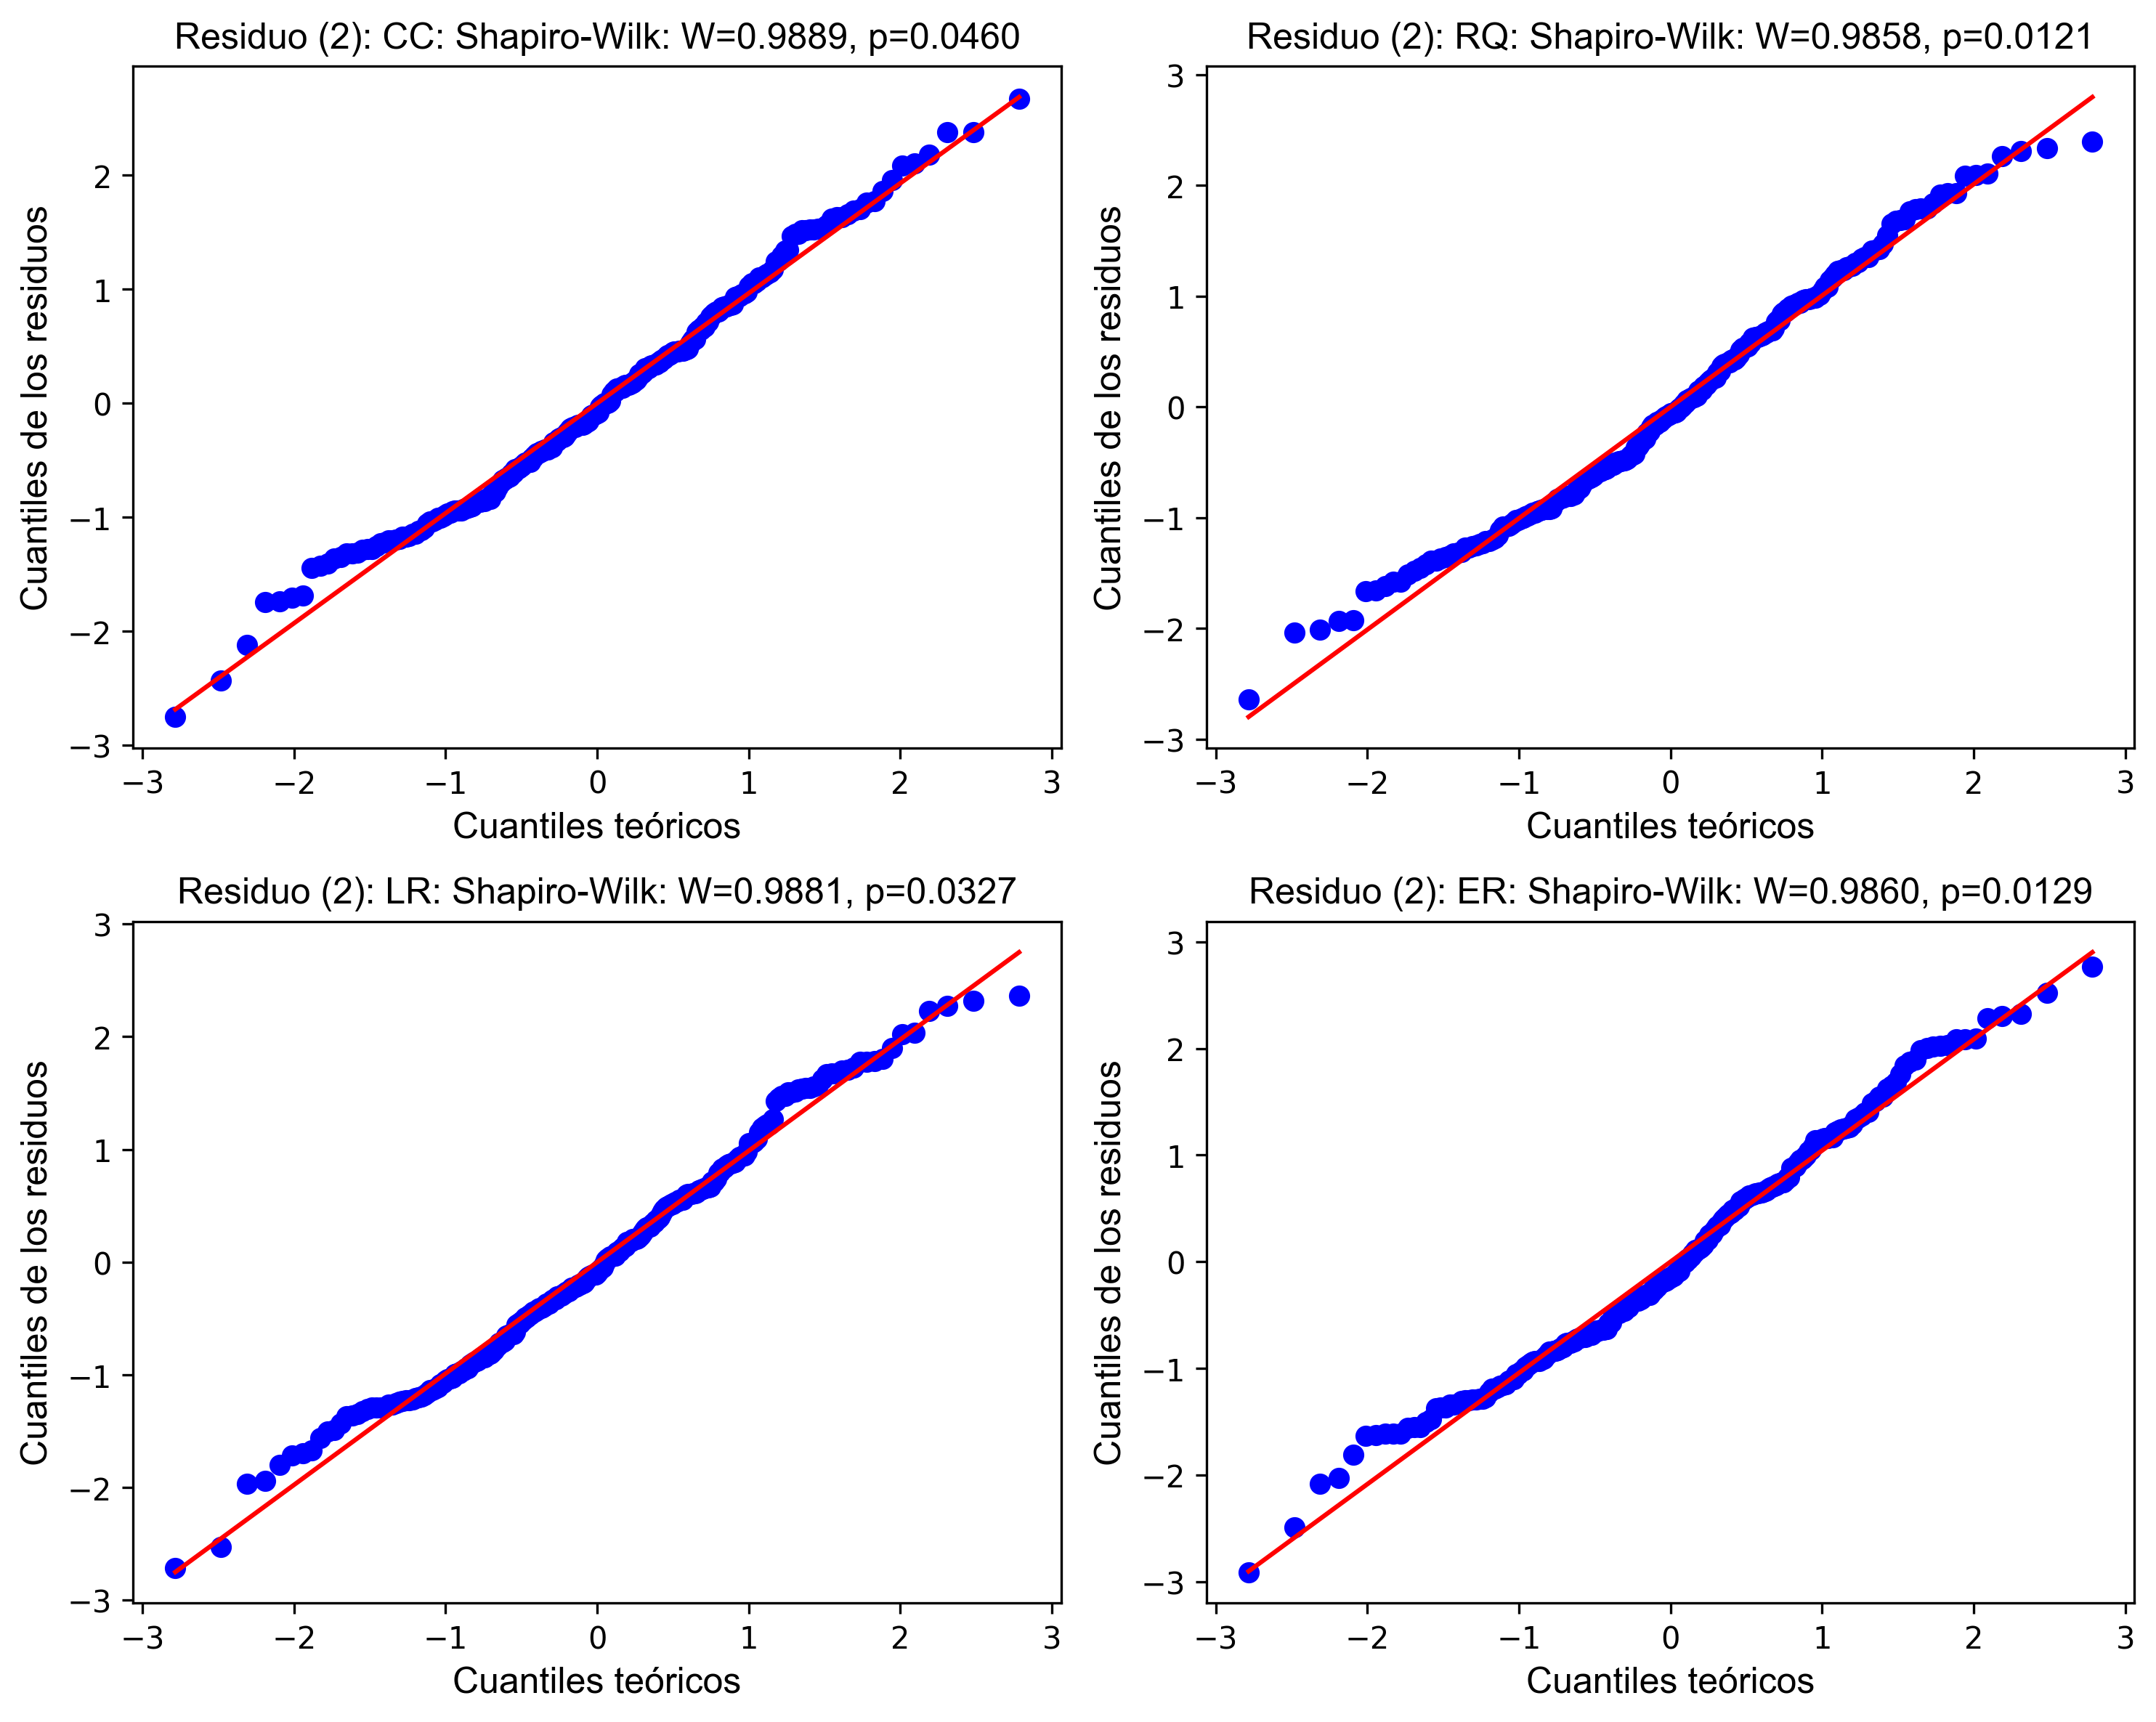 Residuo (2): CC: Shapiro-Wilk: W=0.9889, p=0.0460
Cuantiles de los residuos
2
1
0
−1
−2
−3
−3 −2 −1 0 1 2 3
Cuantiles teóricos
Residuo (2): RQ: Shapiro-Wilk: W=0.9858, p=0.0121
Cuantiles de los residuos
3
2
1
0
−1
−2
−3
−3 −2 −1 0 1 2 3
Cuantiles teóricos
Residuo (2): LR: Shapiro-Wilk: W=0.9881, p=0.0327
Cuantiles de los residuos
3
2
1
0
−1
−2
−3
−3 −2 −1 0 1 2 3
Cuantiles teóricos
Residuo (2): ER: Shapiro-Wilk: W=0.9860, p=0.0129
Cuantiles de los residuos
3
2
1
0
−1
−2
−3
−3 −2 −1 0 1 2 3
Cuantiles teóricos